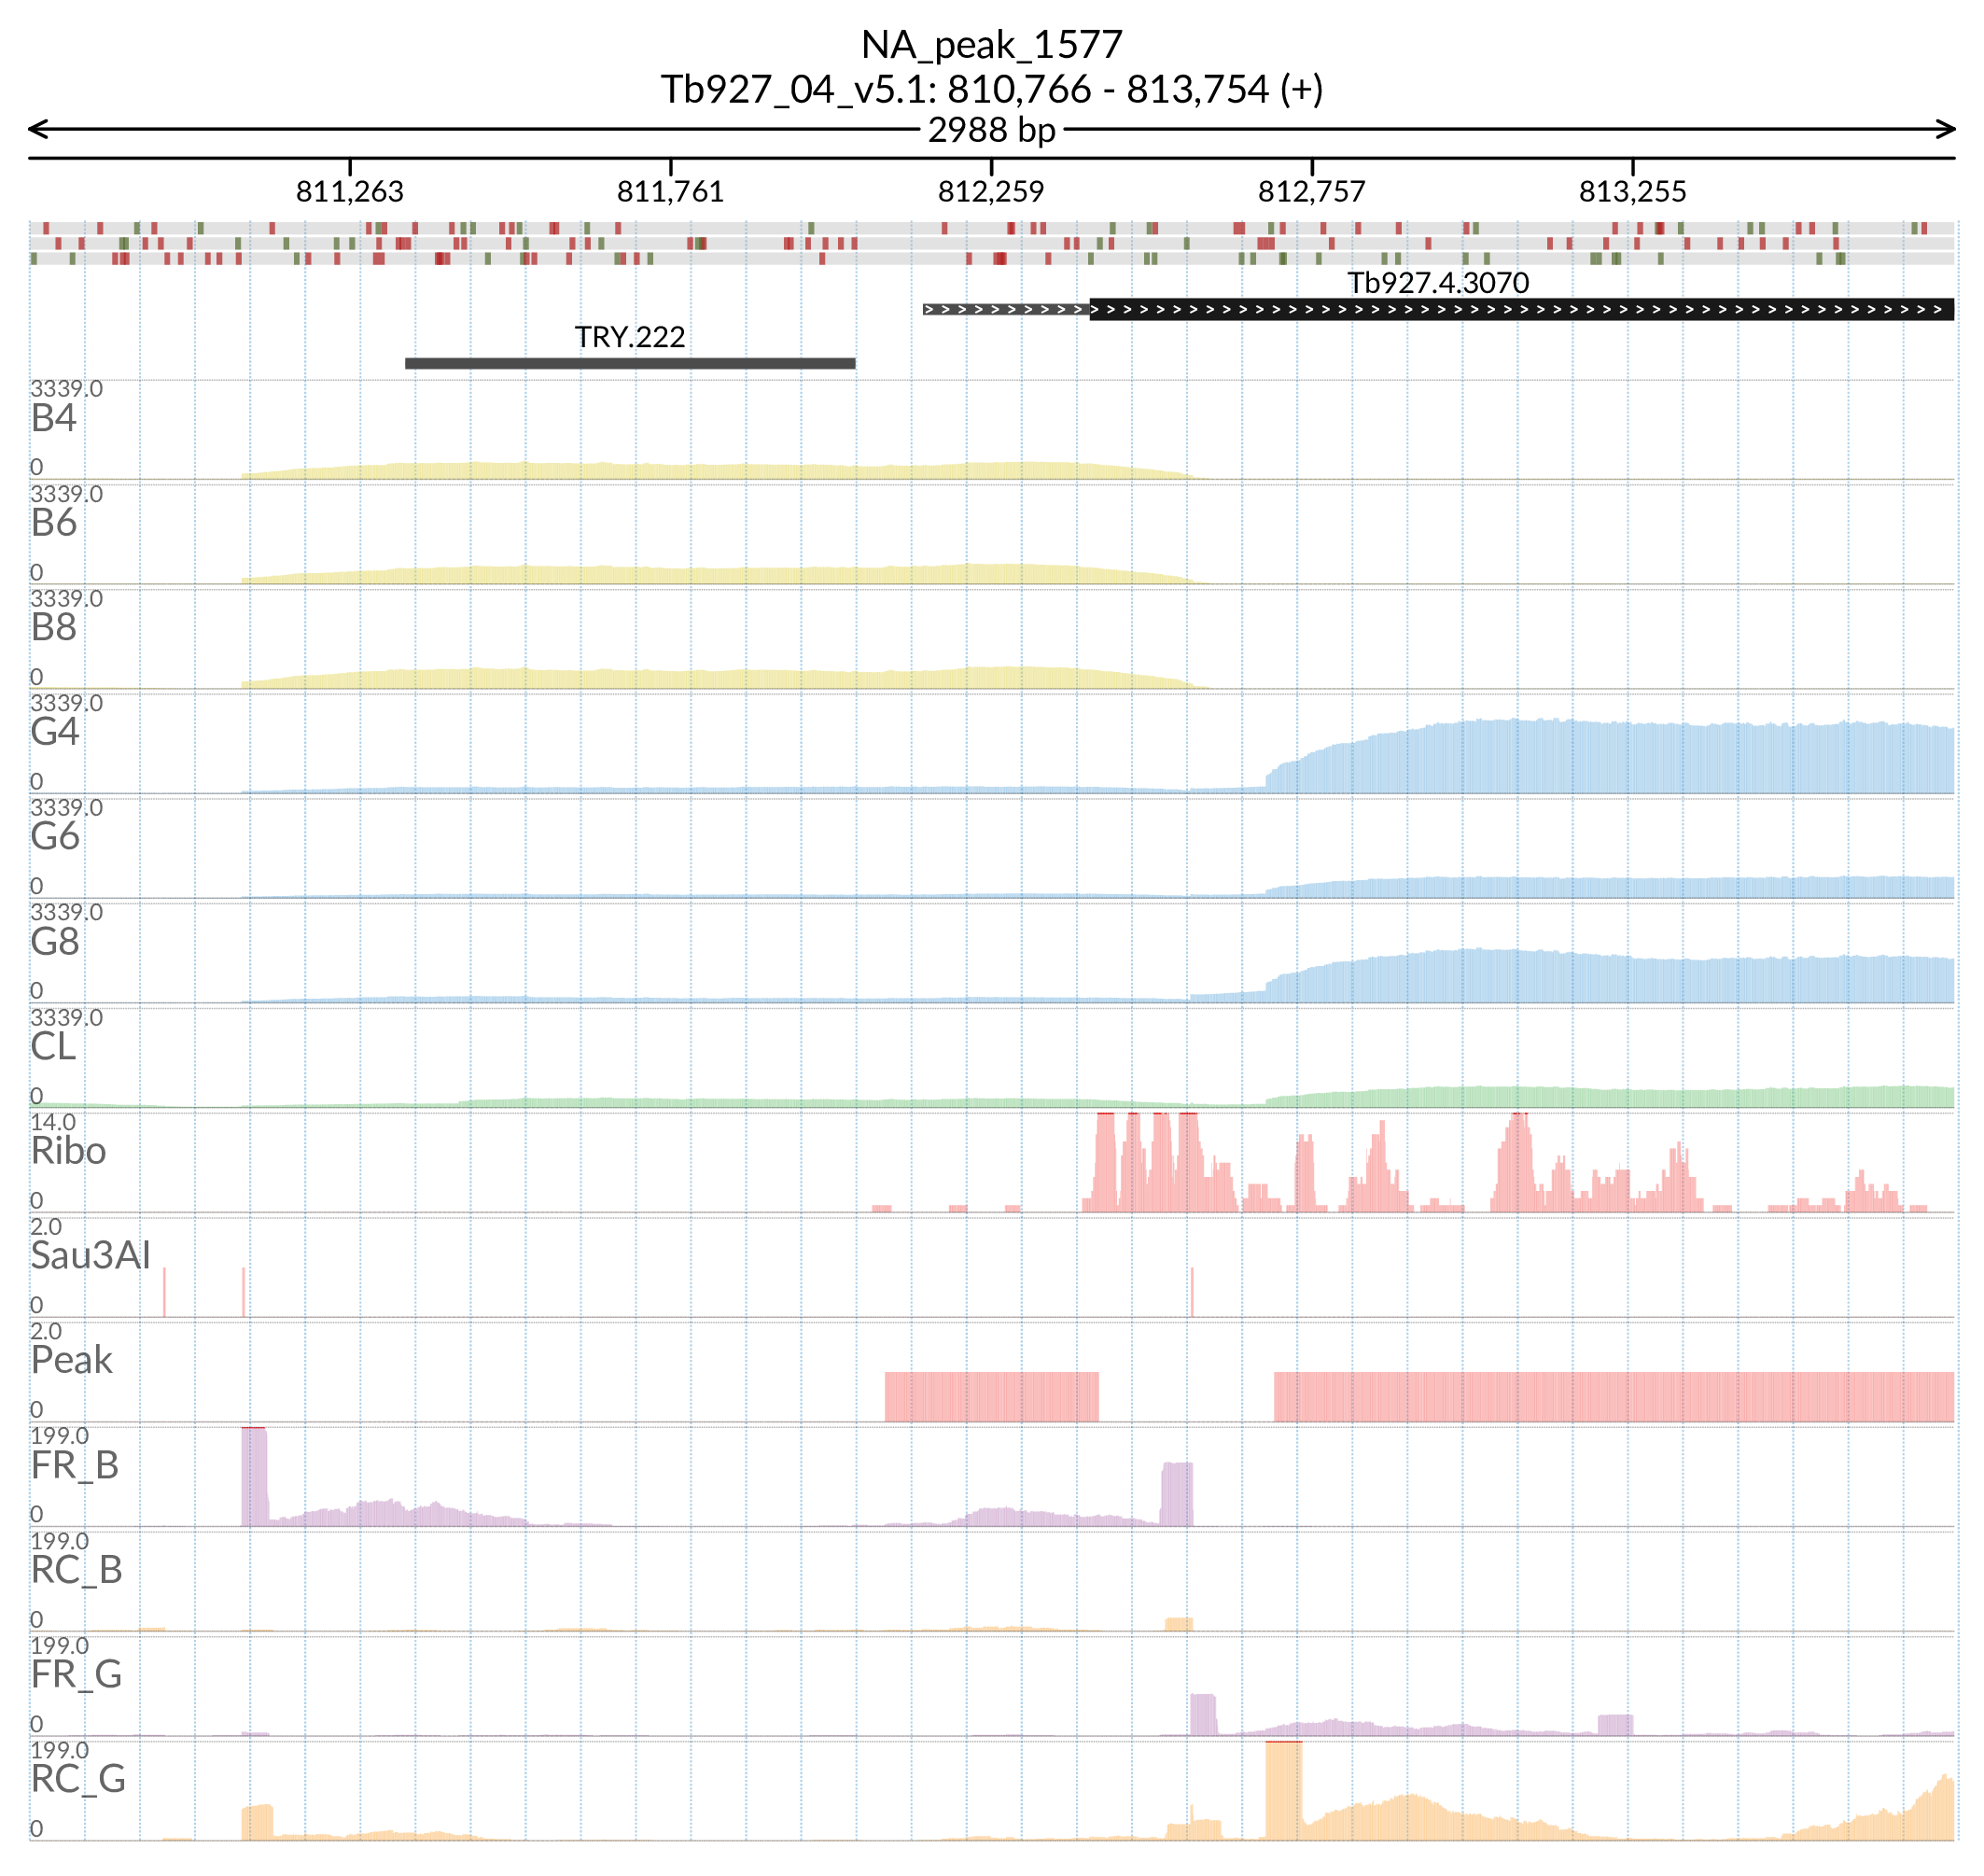 NA_peak_1577
Tb927_04_v5.1: 810,766 - 813,754 (+)
2988 bp
811,263 811,761 812,259 812,757 813,255
Tb927.4.3070
TRY.222
3339.0
B4
0
3339.0
B6
0
3339.0
B8
0
3339.0
G4
0
3339.0
G6
0
3339.0
G8
0
3339.0
CL
0
14.0
Ribo
0
2.0
Sau3AI
0
2.0
Peak
0
199.0
FR_B
0
199.0
RC_B
0
199.0
FR_G
0
199.0
RC_G
0